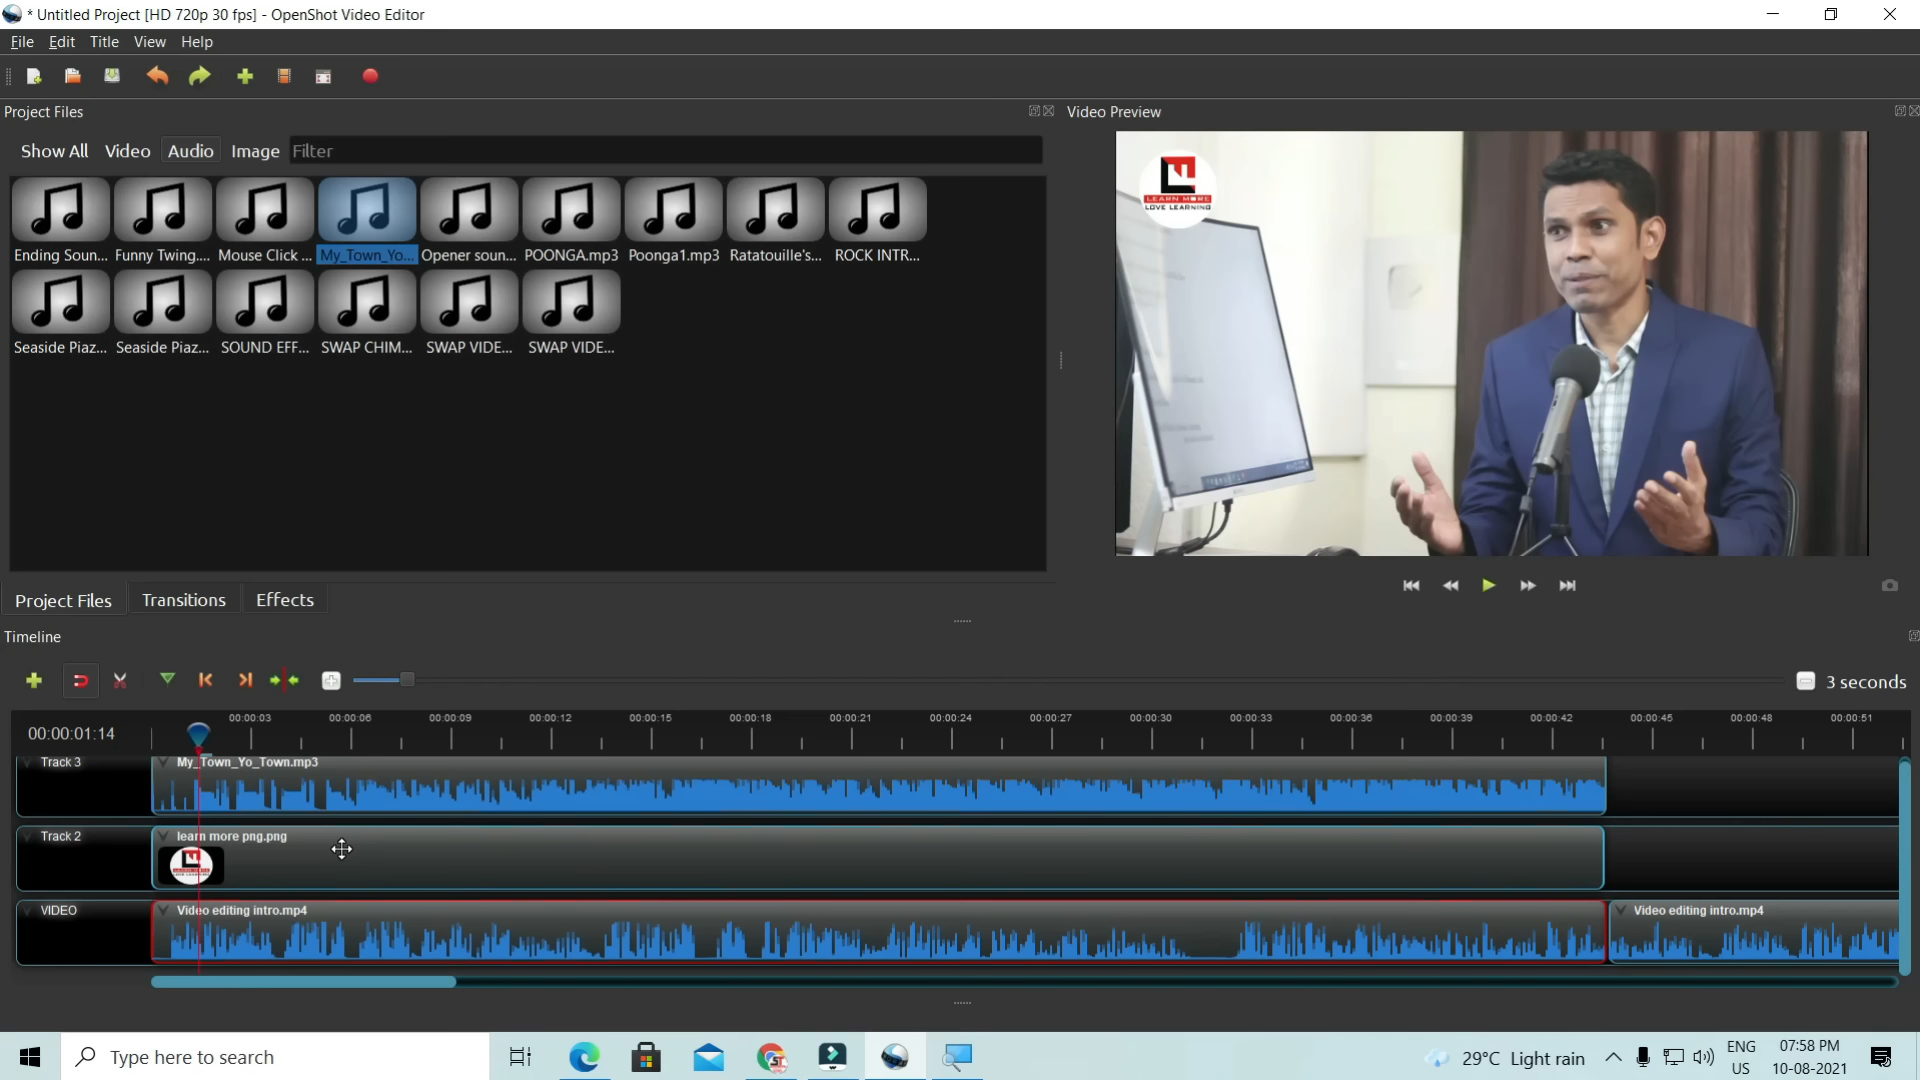 * Untitled Project [HD 720p 30 fps] - OpenShot Video Editor
File Edit Title View Help
Project Files
Video Preview
Show All Video Audio Image Filter
Ending Soun... Funny Twing.... Mouse Click ... My_Town_Yo... Opener soun... POONGA.mp3 Poonga1.mp3 Ratatouille's... ROCK INTR...
Seaside Piaz... Seaside Piaz... SOUND EFF... SWAP CHIM... SWAP VIDE... SWAP VIDE...
LEARN MORE
LOVE LEARNING
Project Files Transitions Effects
Timeline
3 seconds
00:00:01:14
00:00:03 00:00:06 00:00:09 00:00:12 00:00:15 00:00:18 00:00:21 00:00:24 00:00:27 00:00:30 00:00:33 00:00:36 00:00:39 00:00:42 00:00:45 00:00:48 00:00:51
Track 3 My_Town_Yo_Town.mp3
Track 2 learn more png.png
VIDEO Video editing intro.mp4 Video editing intro.mp4
Type here to search
29°C Light rain
ENG
US
07:58 PM
10-08-2021